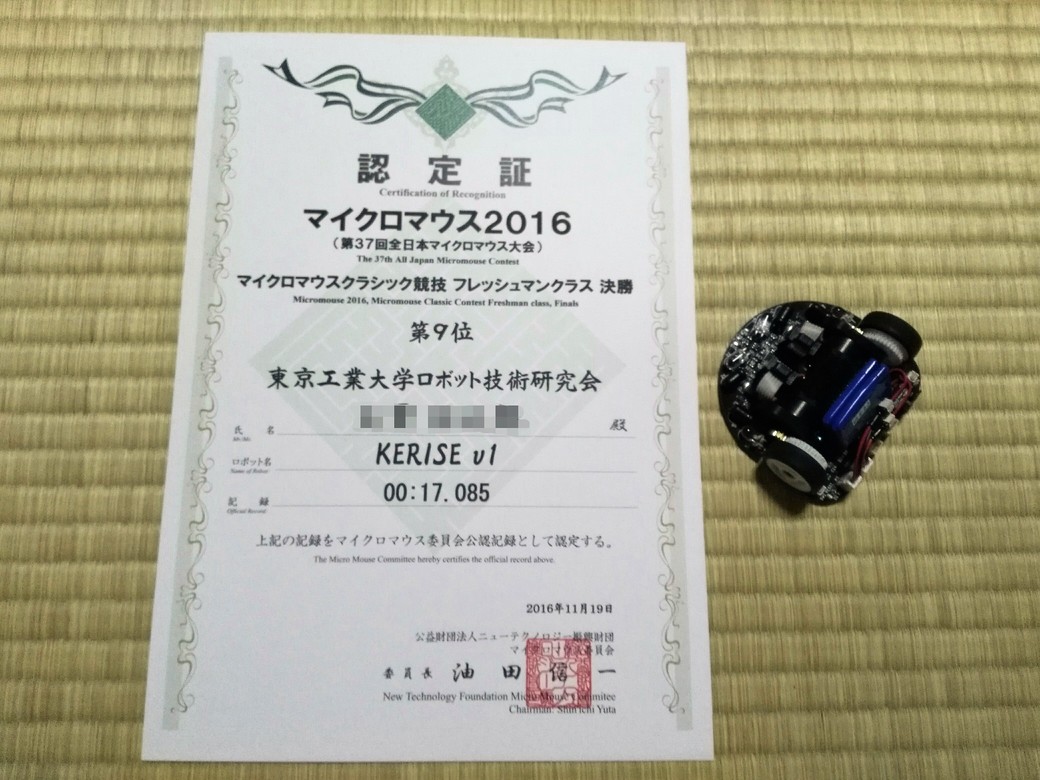 認定証
Certification of Recognition
マイクロマウス2016
（第37回全日本マイクロマウス大会）
The 37th All Japan Micromouse Contest
マイクロマウスクラシック競技 フレッシュマンクラス 決勝
Micromouse 2016, Micromouse Classic Contest Freshman class, Finals
第9位
東京工業大学ロボット技術研究会
氏名 殿
Mr./Ms.
ロボット名 KERISE v1
Name of Robot
記録 00:17.085
Official Record
上記の記録をマイクロマウス委員会公認記録として認定する。
The Micro Mouse Committee hereby certifies the official record above.
2016年11月19日
公益財団法人ニューテクノロジー振興財団
マイクロマウス委員会
委員長 油田信一
New Technology Foundation Micro Mouse Committee
Chairman: Shin'ichi Yuta